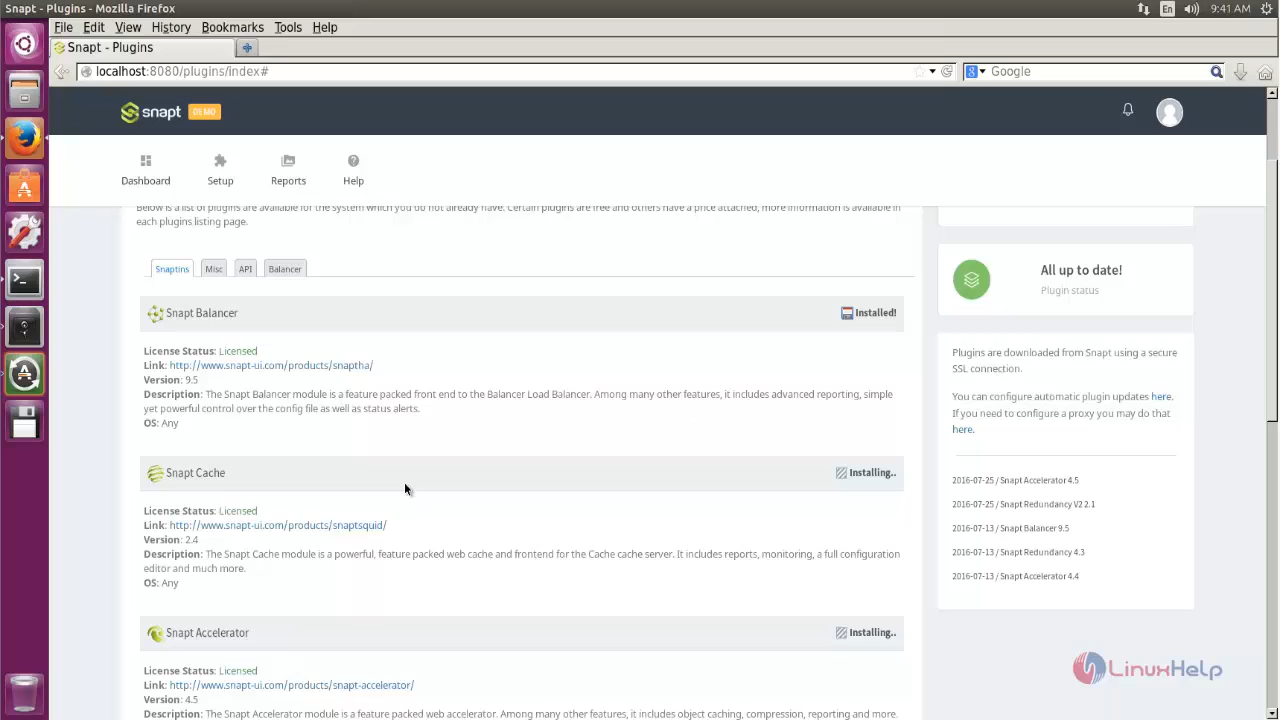 Snapt - Plugins - Mozilla Firefox
En
9:41 AM
File Edit View History Bookmarks Tools Help
Snapt - Plugins
localhost:8080/plugins/index#
Google
snapt DEMO
Dashboard
Setup
Reports
Help
Below is a list of plugins are available for the system which you do not already have. Certain plugins are free and others have a price attached, more information is available in
each plugins listing page.
Snaptins
Misc
API
Balancer
Snapt Balancer
Installed!
License Status: Licensed
Link: http://www.snapt-ui.com/products/snaptha/
Version: 9.5
Description: The Snapt Balancer module is a feature packed front end to the Balancer Load Balancer. Among many other features, it includes advanced reporting, simple
yet powerful control over the config file as well as status alerts.
OS: Any
Snapt Cache
Installing..
License Status: Licensed
Link: http://www.snapt-ui.com/products/snaptsquid/
Version: 2.4
Description: The Snapt Cache module is a powerful, feature packed web cache and frontend for the Cache cache server. It includes reports, monitoring, a full configuration
editor and much more.
OS: Any
Snapt Accelerator
Installing..
License Status: Licensed
Link: http://www.snapt-ui.com/products/snapt-accelerator/
Version: 4.5
Description: The Snapt Accelerator module is a feature packed web accelerator. Among many other features, it includes object caching, compression, reporting and more.
All up to date!
Plugin status
Plugins are downloaded from Snapt using a secure
SSL connection.
You can configure automatic plugin updates here.
If you need to configure a proxy you may do that
here.
2016-07-25 / Snapt Accelerator 4.5
2016-07-25 / Snapt Redundancy V2 2.1
2016-07-13 / Snapt Balancer 9.5
2016-07-13 / Snapt Redundancy 4.3
2016-07-13 / Snapt Accelerator 4.4
LinuxHelp